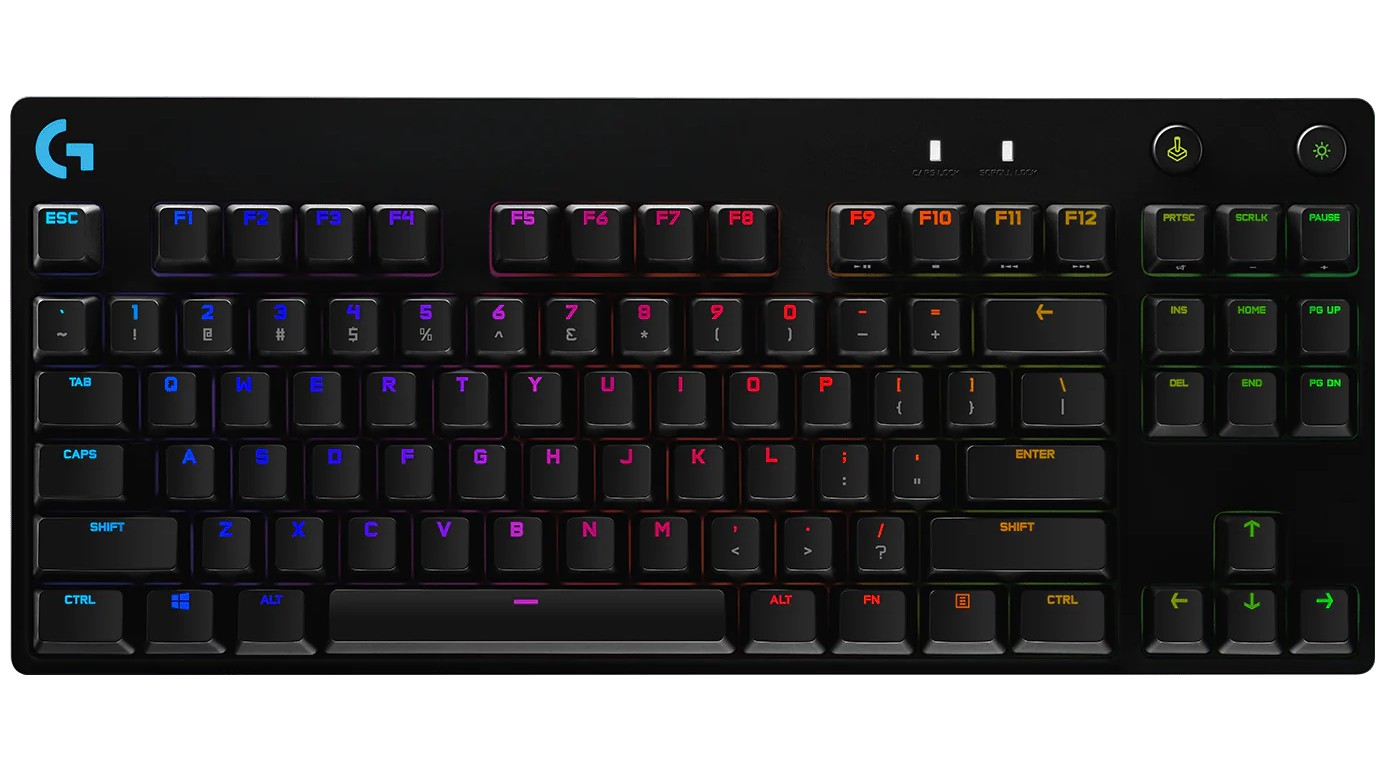 G
CAPS LOCK SCROLL LOCK
ESC F1 F2 F3 F4 F5 F6 F7 F8 F9 F10 F11 F12 PRTSC SCRLK PAUSE
` 1 2 3 4 5 6 7 8 9 0 - = ← INS HOME PG UP
~ ! @ # $ % ^ & * ( ) _ +
TAB Q W E R T Y U I O P [ ] \ DEL END PG DN
{ } |
CAPS A S D F G H J K L ; ' ENTER
: "
SHIFT Z X C V B N M , . / SHIFT ↑
< > ?
CTRL ALT ALT FN CTRL ← ↓ →